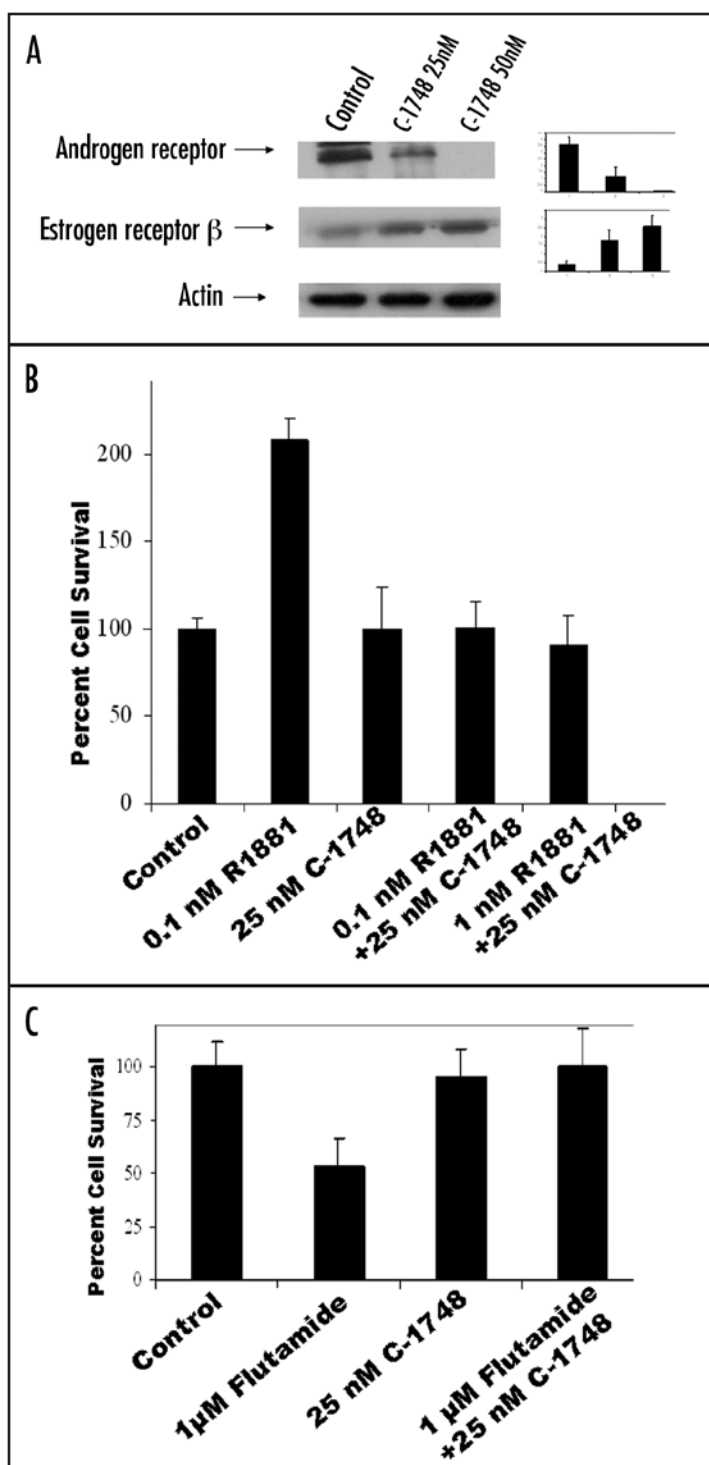 A
Control
C-1748 25nM
C-1748 50nM
Androgen receptor
Estrogen receptor β
Actin
B
Percent Cell Survival
200
150
100
50
0
Control
0.1 nM R1881
25 nM C-1748
0.1 nM R1881
+25 nM C-1748
1 nM R1881
+25 nM C-1748
C
Percent Cell Survival
100
75
50
25
0
Control
1µM Flutamide
25 nM C-1748
1 µM Flutamide
+25 nM C-1748